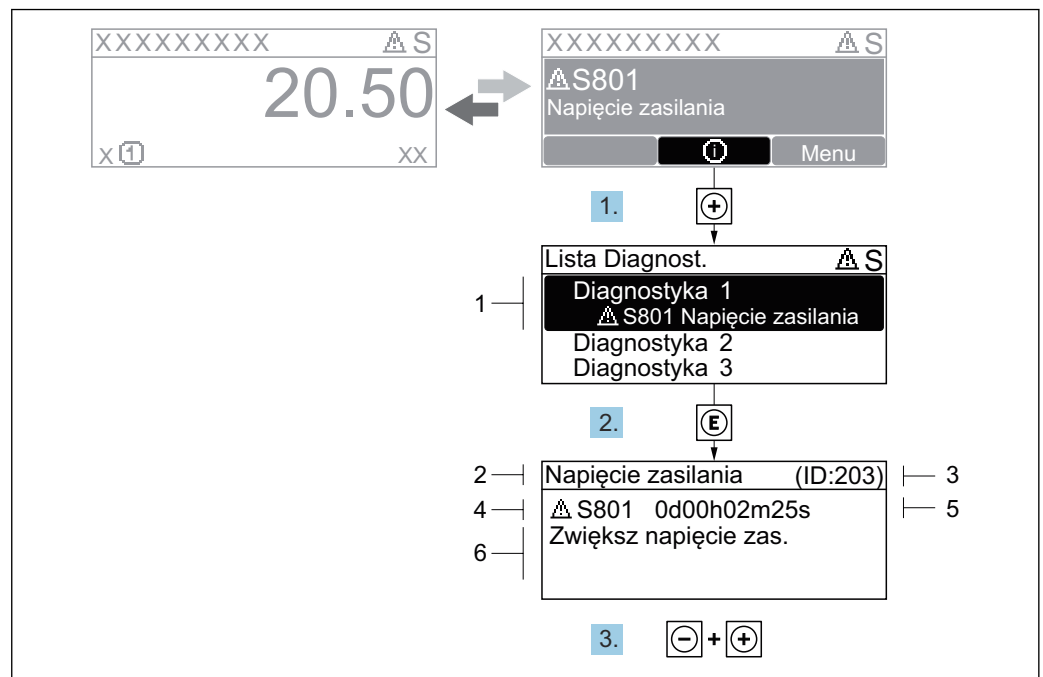 XXXXXXXXX ⚠ S
20.50
X ① XX
XXXXXXXXX ⚠ S
⚠ S801
Napięcie zasilania
ⓘ Menu
1. +
Lista Diagnost. ⚠ S
1
Diagnostyka 1
⚠ S801 Napięcie zasilania
Diagnostyka 2
Diagnostyka 3
2. E
2 Napięcie zasilania (ID:203) 3
4 ⚠ S801 0d00h02m25s 5
6 Zwiększ napięcie zas.
3. - + +